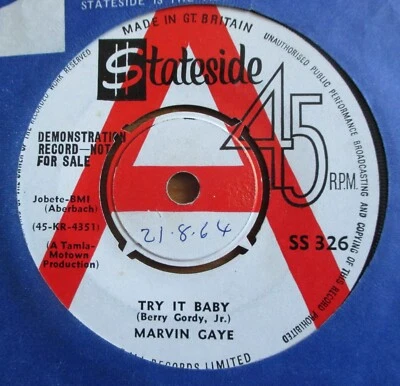 STATESIDE IS THE
MADE IN GT. BRITAIN
UNAUTHORISED PUBLIC PERFORMANCE BROADCASTING AND COPYING OF THIS RECORD PROHIBITED
$tateside
45
R.P.M.
DEMONSTRATION
RECORD—NOT
FOR SALE
Jobete-BMI
(Aberbach)
(45-KR-4351)
(A Tamla-
Motown
Production)
21.8.64
SS 326
TRY IT BABY
(Berry Gordy, Jr.)
MARVIN GAYE
RECORDS LIMITED